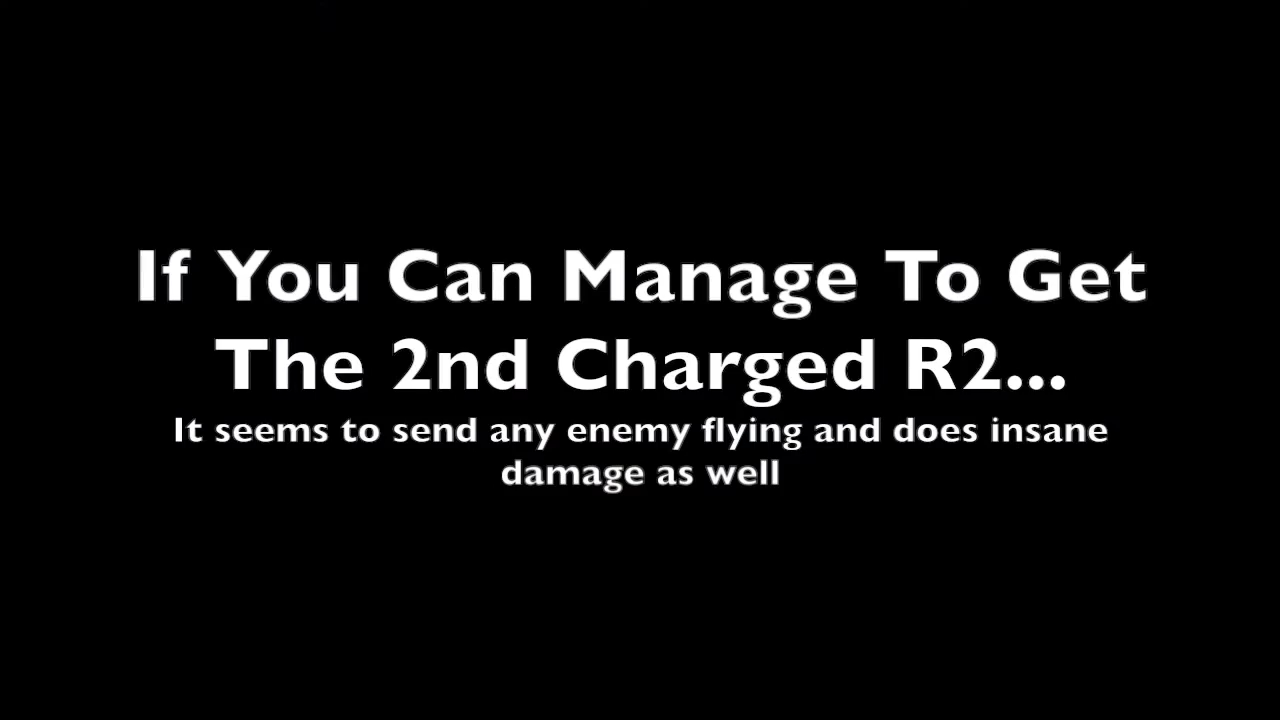 If You Can Manage To Get
The 2nd Charged R2...
It seems to send any enemy flying and does insane
damage as well